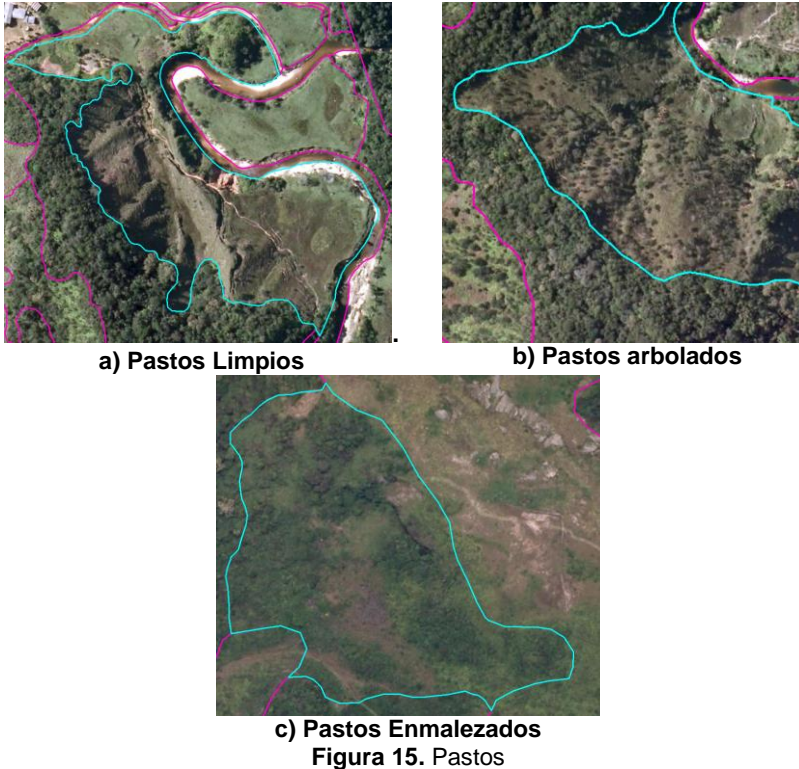 .
a) Pastos Limpios
b) Pastos arbolados
c) Pastos Enmalezados
Figura 15. Pastos